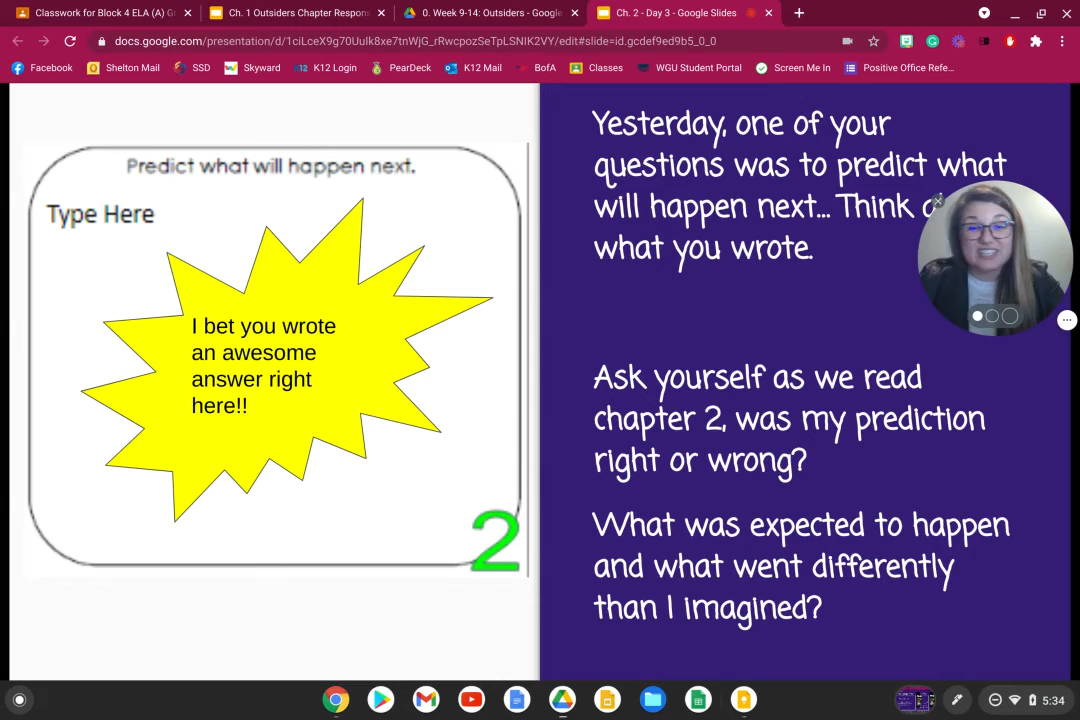 Classwork for Block 4 ELA (A) Gr
Ch. 1 Outsiders Chapter Respon
0. Week 9-14: Outsiders - Google
Ch. 2 - Day 3 - Google Slides
docs.google.com/presentation/d/1ciLceX9g70UuIk8xe7tnWjG_rRwcpozSeTpLSNIK2VY/edit#slide=id.gcdef9ed9b5_0_0
Facebook
Shelton Mail
SSD
Skyward
K12 Login
PearDeck
K12 Mail
BofA
Classes
WGU Student Portal
Screen Me In
Positive Office Refe...
Predict what will happen next.
Type Here
I bet you wrote
an awesome
answer right
here!!
2
Yesterday, one of your
questions was to predict what
will happen next... Think
what you wrote.
Ask yourself as we read
chapter 2, was my prediction
right or wrong?
What was expected to happen
and what went differently
than I imagined?
5:34